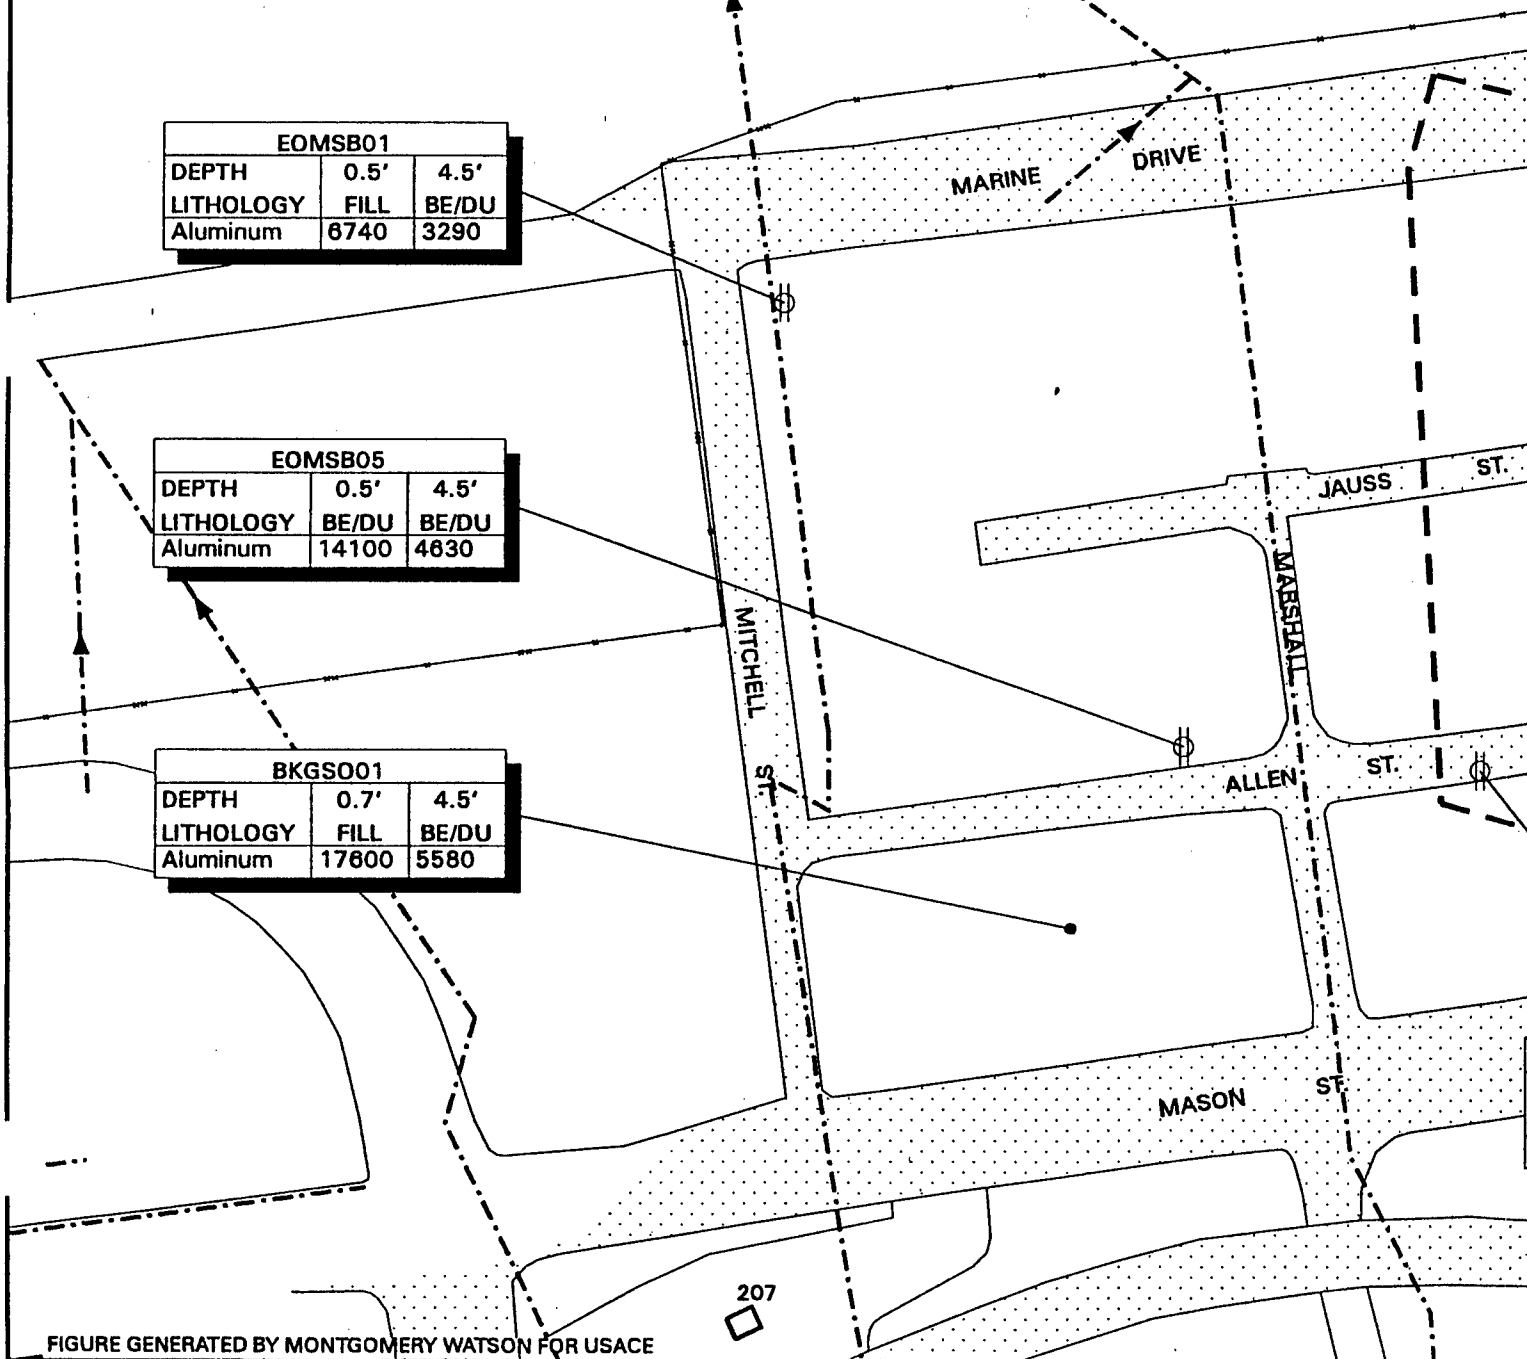 MARINE DRIVE
EOMSB01
DEPTH 0.5' 4.5'
LITHOLOGY FILL BE/DU
Aluminum 6740 3290
JAUSS ST.
EOMSB05
DEPTH 0.5' 4.5'
LITHOLOGY BE/DU BE/DU
Aluminum 14100 4630
MARSHALL
MITCHELL ST.
ALLEN ST.
BKGSO01
DEPTH 0.7' 4.5'
LITHOLOGY FILL BE/DU
Aluminum 17600 5580
MASON ST.
207
FIGURE GENERATED BY MONTGOMERY WATSON FOR USACE